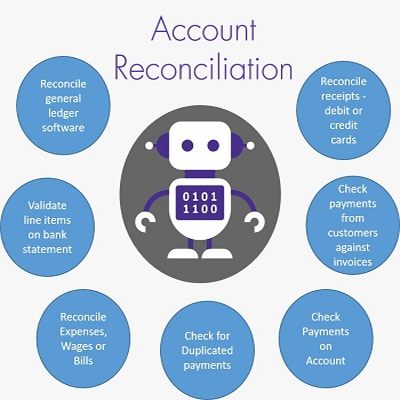 Account
Reconciliation
Reconcile
general
ledger
software
Reconcile
receipts -
debit or
credit
cards
0101
1100
Validate
line items
on bank
statement
Check
payments
from
customers
against
invoices
Reconcile
Expenses,
Wages or
Bills
Check for
Duplicated
payments
Check
Payments
on
Account